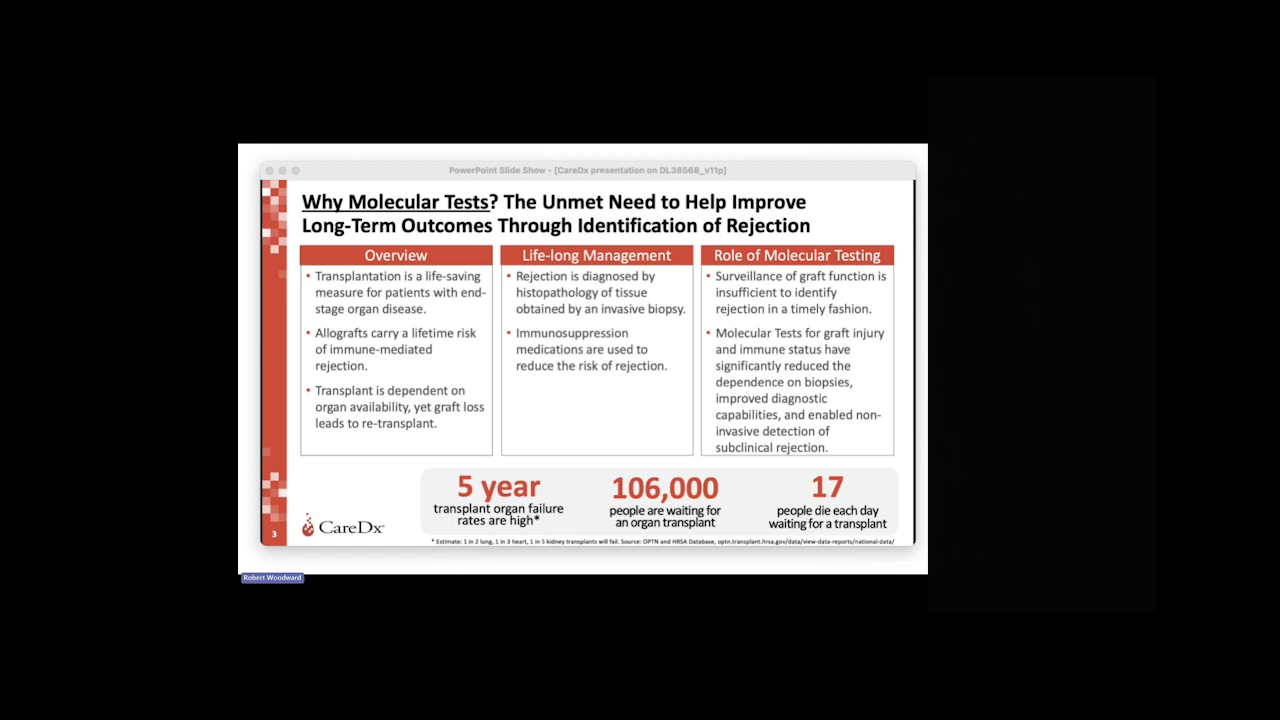 PowerPoint Slide Show - [CareDx presentation on DL38568_v11p]
Why Molecular Tests? The Unmet Need to Help Improve
Long-Term Outcomes Through Identification of Rejection
Overview
• Transplantation is a life-saving
measure for patients with end-
stage organ disease.
• Allografts carry a lifetime risk
of immune-mediated
rejection.
• Transplant is dependent on
organ availability, yet graft loss
leads to re-transplant.
Life-long Management
• Rejection is diagnosed by
histopathology of tissue
obtained by an invasive biopsy.
• Immunosuppression
medications are used to
reduce the risk of rejection.
Role of Molecular Testing
• Surveillance of graft function is
insufficient to identify
rejection in a timely fashion.
• Molecular Tests for graft injury
and immune status have
significantly reduced the
dependence on biopsies,
improved diagnostic
capabilities, and enabled non-
invasive detection of
subclinical rejection.
5 year
transplant organ failure
rates are high*
106,000
people are waiting for
an organ transplant
17
people die each day
waiting for a transplant
3
CareDx
* Estimate: 1 in 2 lung, 1 in 3 heart, 1 in 5 kidney transplants will fail. Source: OPTN and HRSA Database, optn.transplant.hrsa.gov/data/view-data-reports/national-data/
Robert Woodward